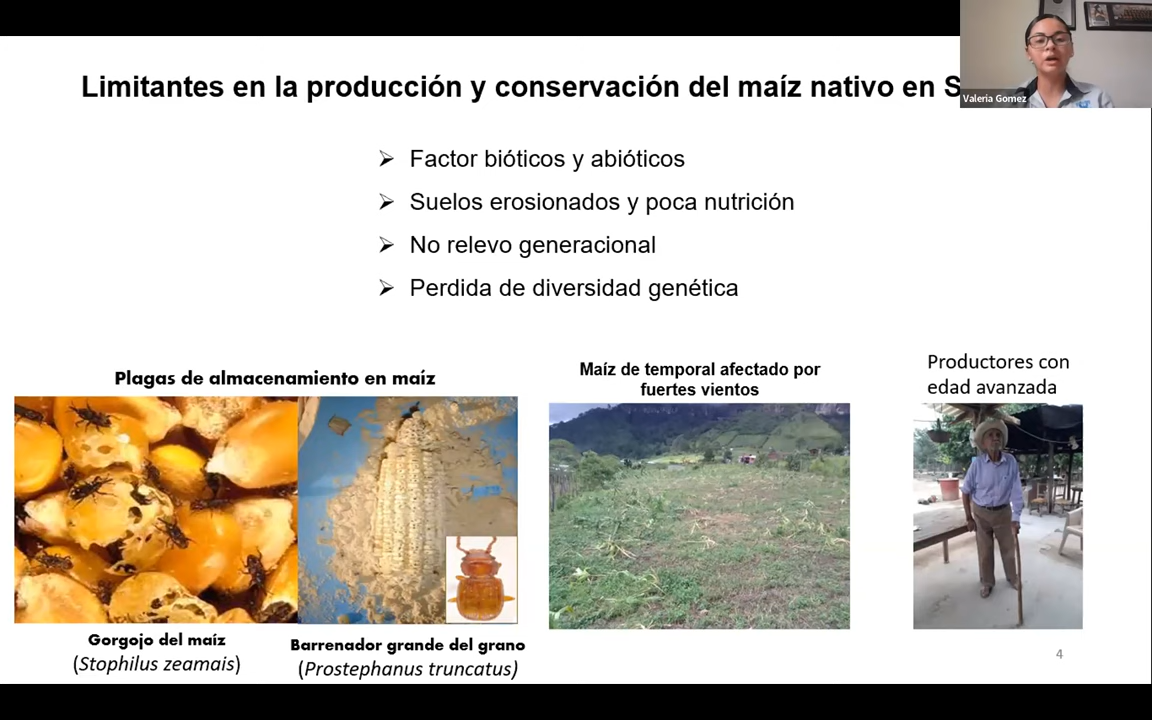 Limitantes en la producción y conservación del maíz nativo en S
Valeria Gomez
➢ Factor bióticos y abióticos
➢ Suelos erosionados y poca nutrición
➢ No relevo generacional
➢ Perdida de diversidad genética
Plagas de almacenamiento en maíz
Gorgojo del maíz
(Stophilus zeamais)
Barrenador grande del grano
(Prostephanus truncatus)
Maíz de temporal afectado por
fuertes vientos
Productores con
edad avanzada
4